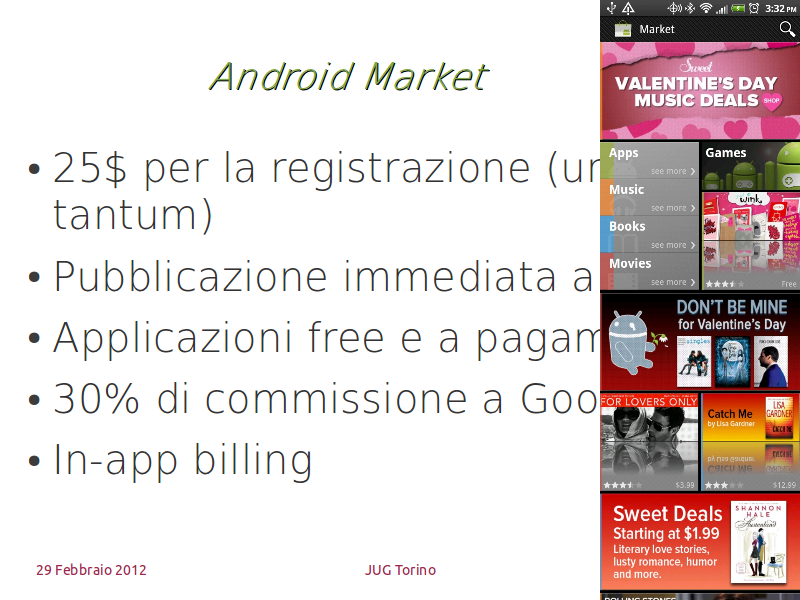 Android Market
• 25$ per la registrazione (un
tantum)
• Pubblicazione immediata a
• Applicazioni free e a pagam
• 30% di commissione a Goo
• In-app billing
29 Febbraio 2012
JUG Torino
3:32 PM
Market
Sweet
VALENTINE'S DAY
MUSIC DEALS
SHOP
Apps
see more
Music
see more
Books
see more
Movies
see more
Games
wink.
Free
DON'T BE MINE
for Valentine's Day
singles
FOR LOVERS ONLY
$3.99
Catch Me
by Lisa Gardner
LISA
GARDNER
CATCH ME
$12.99
Sweet Deals
Starting at $1.99
Literary love stories,
lusty romance, humor
and more.
SHANNON
HALE
Austenland
ROLLING STONES